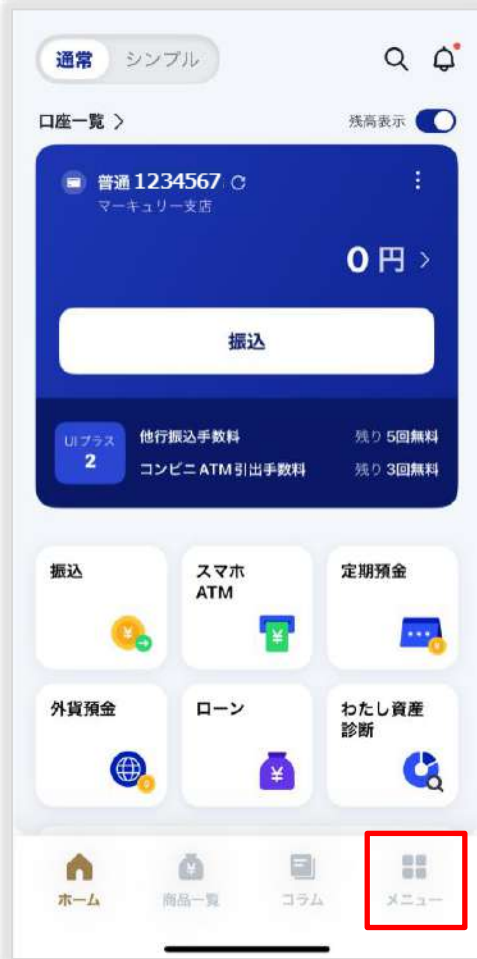 通常 シンプル
口座一覧 >
残高表示
普通 1234567
マーキュリー支店
0 円 >
振込
UIプラス
2
他行振込手数料 残り 5回無料
コンビニ ATM 引出手数料 残り 3回無料
振込
スマホ
ATM
定期預金
外貨預金
ローン
わたし資産
診断
ホーム
商品一覧
コラム
メニュー